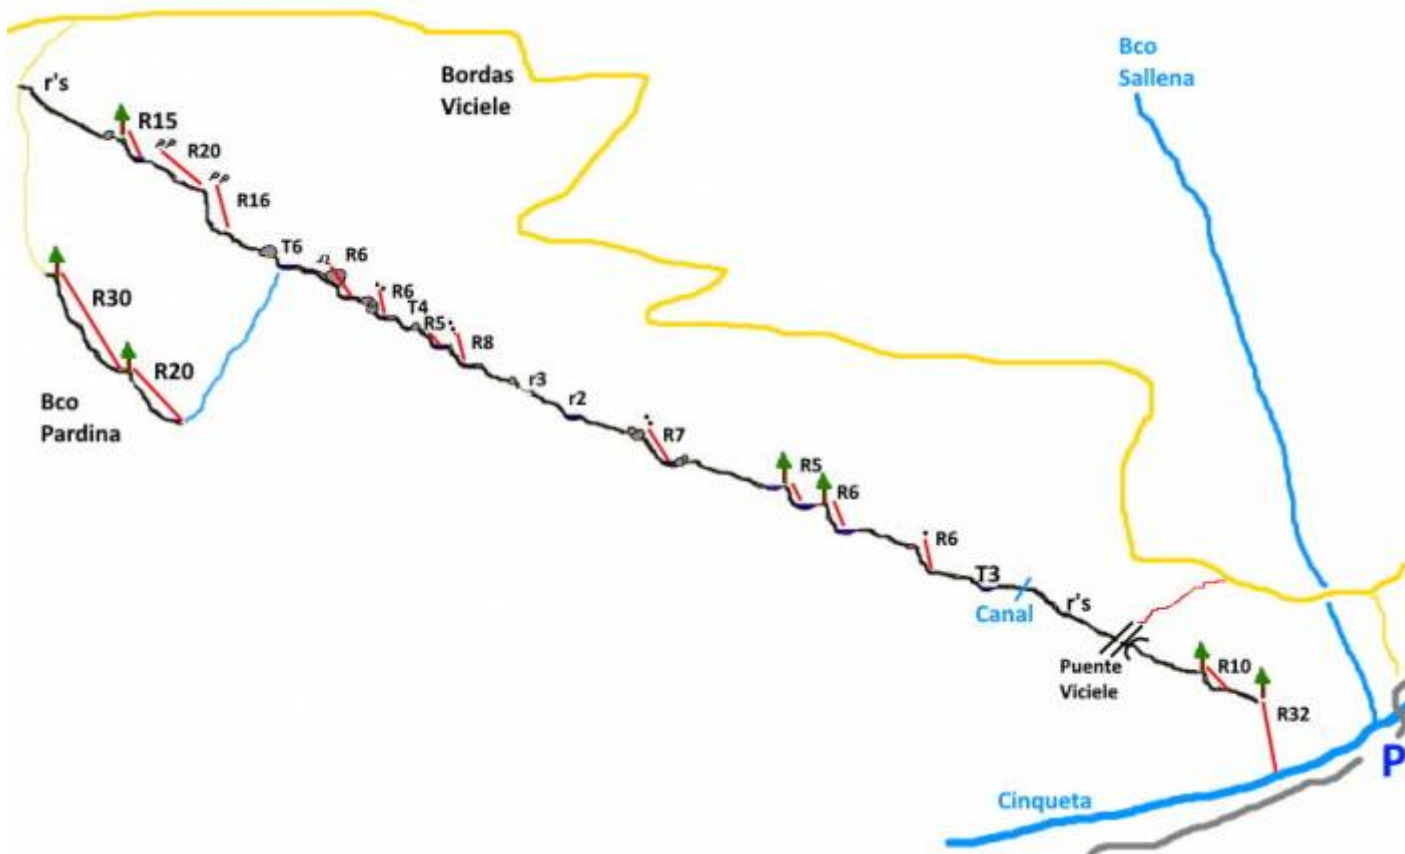 Bco
Sallena
Bordas
Viciele
r's
R15
R20
R16
T6
R6
R6
T4
R5
R8
R30
R20
Bco
Pardina
r3
r2
R7
R5
R6
R6
T3
Canal
r's
Puente
Viciele
R10
R32
P
Cinqueta